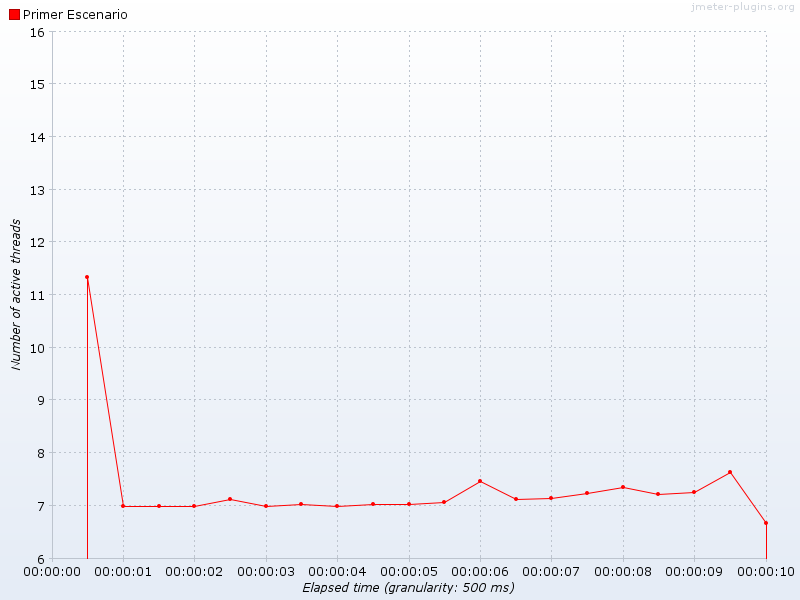 jmeter-plugins.org
Primer Escenario
16
15
14
13
12
11
10
9
8
7
6
Number of active threads
00:00:00 00:00:01 00:00:02 00:00:03 00:00:04 00:00:05 00:00:06 00:00:07 00:00:08 00:00:09 00:00:10
Elapsed time (granularity: 500 ms)